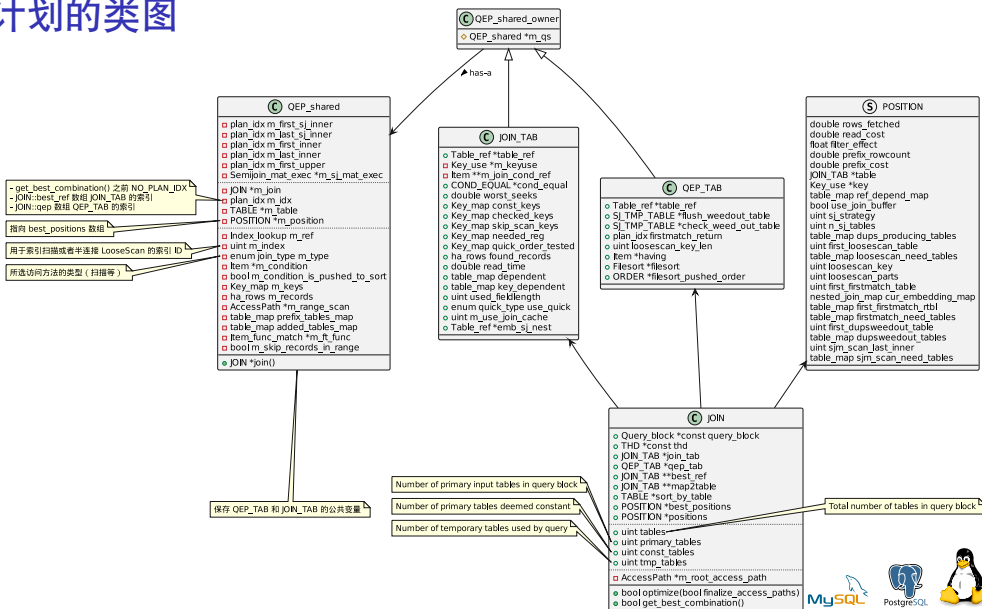 计划的类图
C QEP_shared_owner
QEP_shared *m_qs
has-a
C QEP_shared
plan_idx m_first_sj_inner
plan_idx m_last_sj_inner
plan_idx m_first_inner
plan_idx m_last_inner
plan_idx m_first_upper
Semijoin_mat_exec *m_sj_mat_exec
JOIN *m_join
plan_idx m_idx
TABLE *m_table
POSITION *m_position
Index_lookup m_ref
uint m_index
enum join_type m_type
Item *m_condition
bool m_condition_is_pushed_to_sort
Key_map m_keys
ha_rows m_records
AccessPath *m_range_scan
table_map prefix_tables_map
table_map added_tables_map
Item_func_match *m_ft_func
bool m_skip_records_in_range
JOIN *join()
- get_best_combination() 之前 NO_PLAN_IDX
- JOIN::best_ref 数组 JOIN_TAB 的索引
- JOIN::qep 数组 QEP_TAB 的索引
指向 best_positions 数组
用于索引扫描或者半连接 LooseScan 的索引 ID
所选访问方法的类型（扫描等）
保存 QEP_TAB 和 JOIN_TAB 的公共变量
C JOIN_TAB
Table_ref *table_ref
Key_use *m_keyuse
Item **m_join_cond_ref
COND_EQUAL *cond_equal
double worst_seeks
Key_map const_keys
Key_map checked_keys
Key_map skip_scan_keys
Key_map needed_reg
Key_map quick_order_tested
ha_rows found_records
double read_time
table_map dependent
table_map key_dependent
uint used_fieldlength
enum quick_type use_quick
uint m_use_join_cache
Table_ref *emb_sj_nest
C QEP_TAB
Table_ref *table_ref
SJ_TMP_TABLE *flush_weedout_table
SJ_TMP_TABLE *check_weed_out_table
plan_idx firstmatch_return
uint loosescan_key_len
Item *having
Filesort *filesort
ORDER *filesort_pushed_order
S POSITION
double rows_fetched
double read_cost
float filter_effect
double prefix_rowcount
double prefix_cost
JOIN_TAB *table
Key_use *key
table_map ref_depend_map
bool use_join_buffer
uint sj_strategy
uint n_sj_tables
table_map dups_producing_tables
uint first_loosescan_table
table_map loosescan_need_tables
uint loosescan_key
uint loosescan_parts
uint first_firstmatch_table
nested_join_map cur_embedding_map
table_map first_firstmatch_rtbl
table_map firstmatch_need_tables
uint first_dupsweedout_table
table_map dupsweedout_tables
uint sjm_scan_last_inner
table_map sjm_scan_need_tables
C JOIN
Query_block *const query_block
THD *const thd
JOIN_TAB *join_tab
QEP_TAB *qep_tab
JOIN_TAB **best_ref
JOIN_TAB **map2table
TABLE *sort_by_table
POSITION *best_positions
POSITION *positions
uint tables
uint primary_tables
uint const_tables
uint tmp_tables
AccessPath *m_root_access_path
bool optimize(bool finalize_access_paths)
bool get_best_combination()
Number of primary input tables in query block
Number of primary tables deemed constant
Number of temporary tables used by query
Total number of tables in query block
MySQL
PostgreSQL